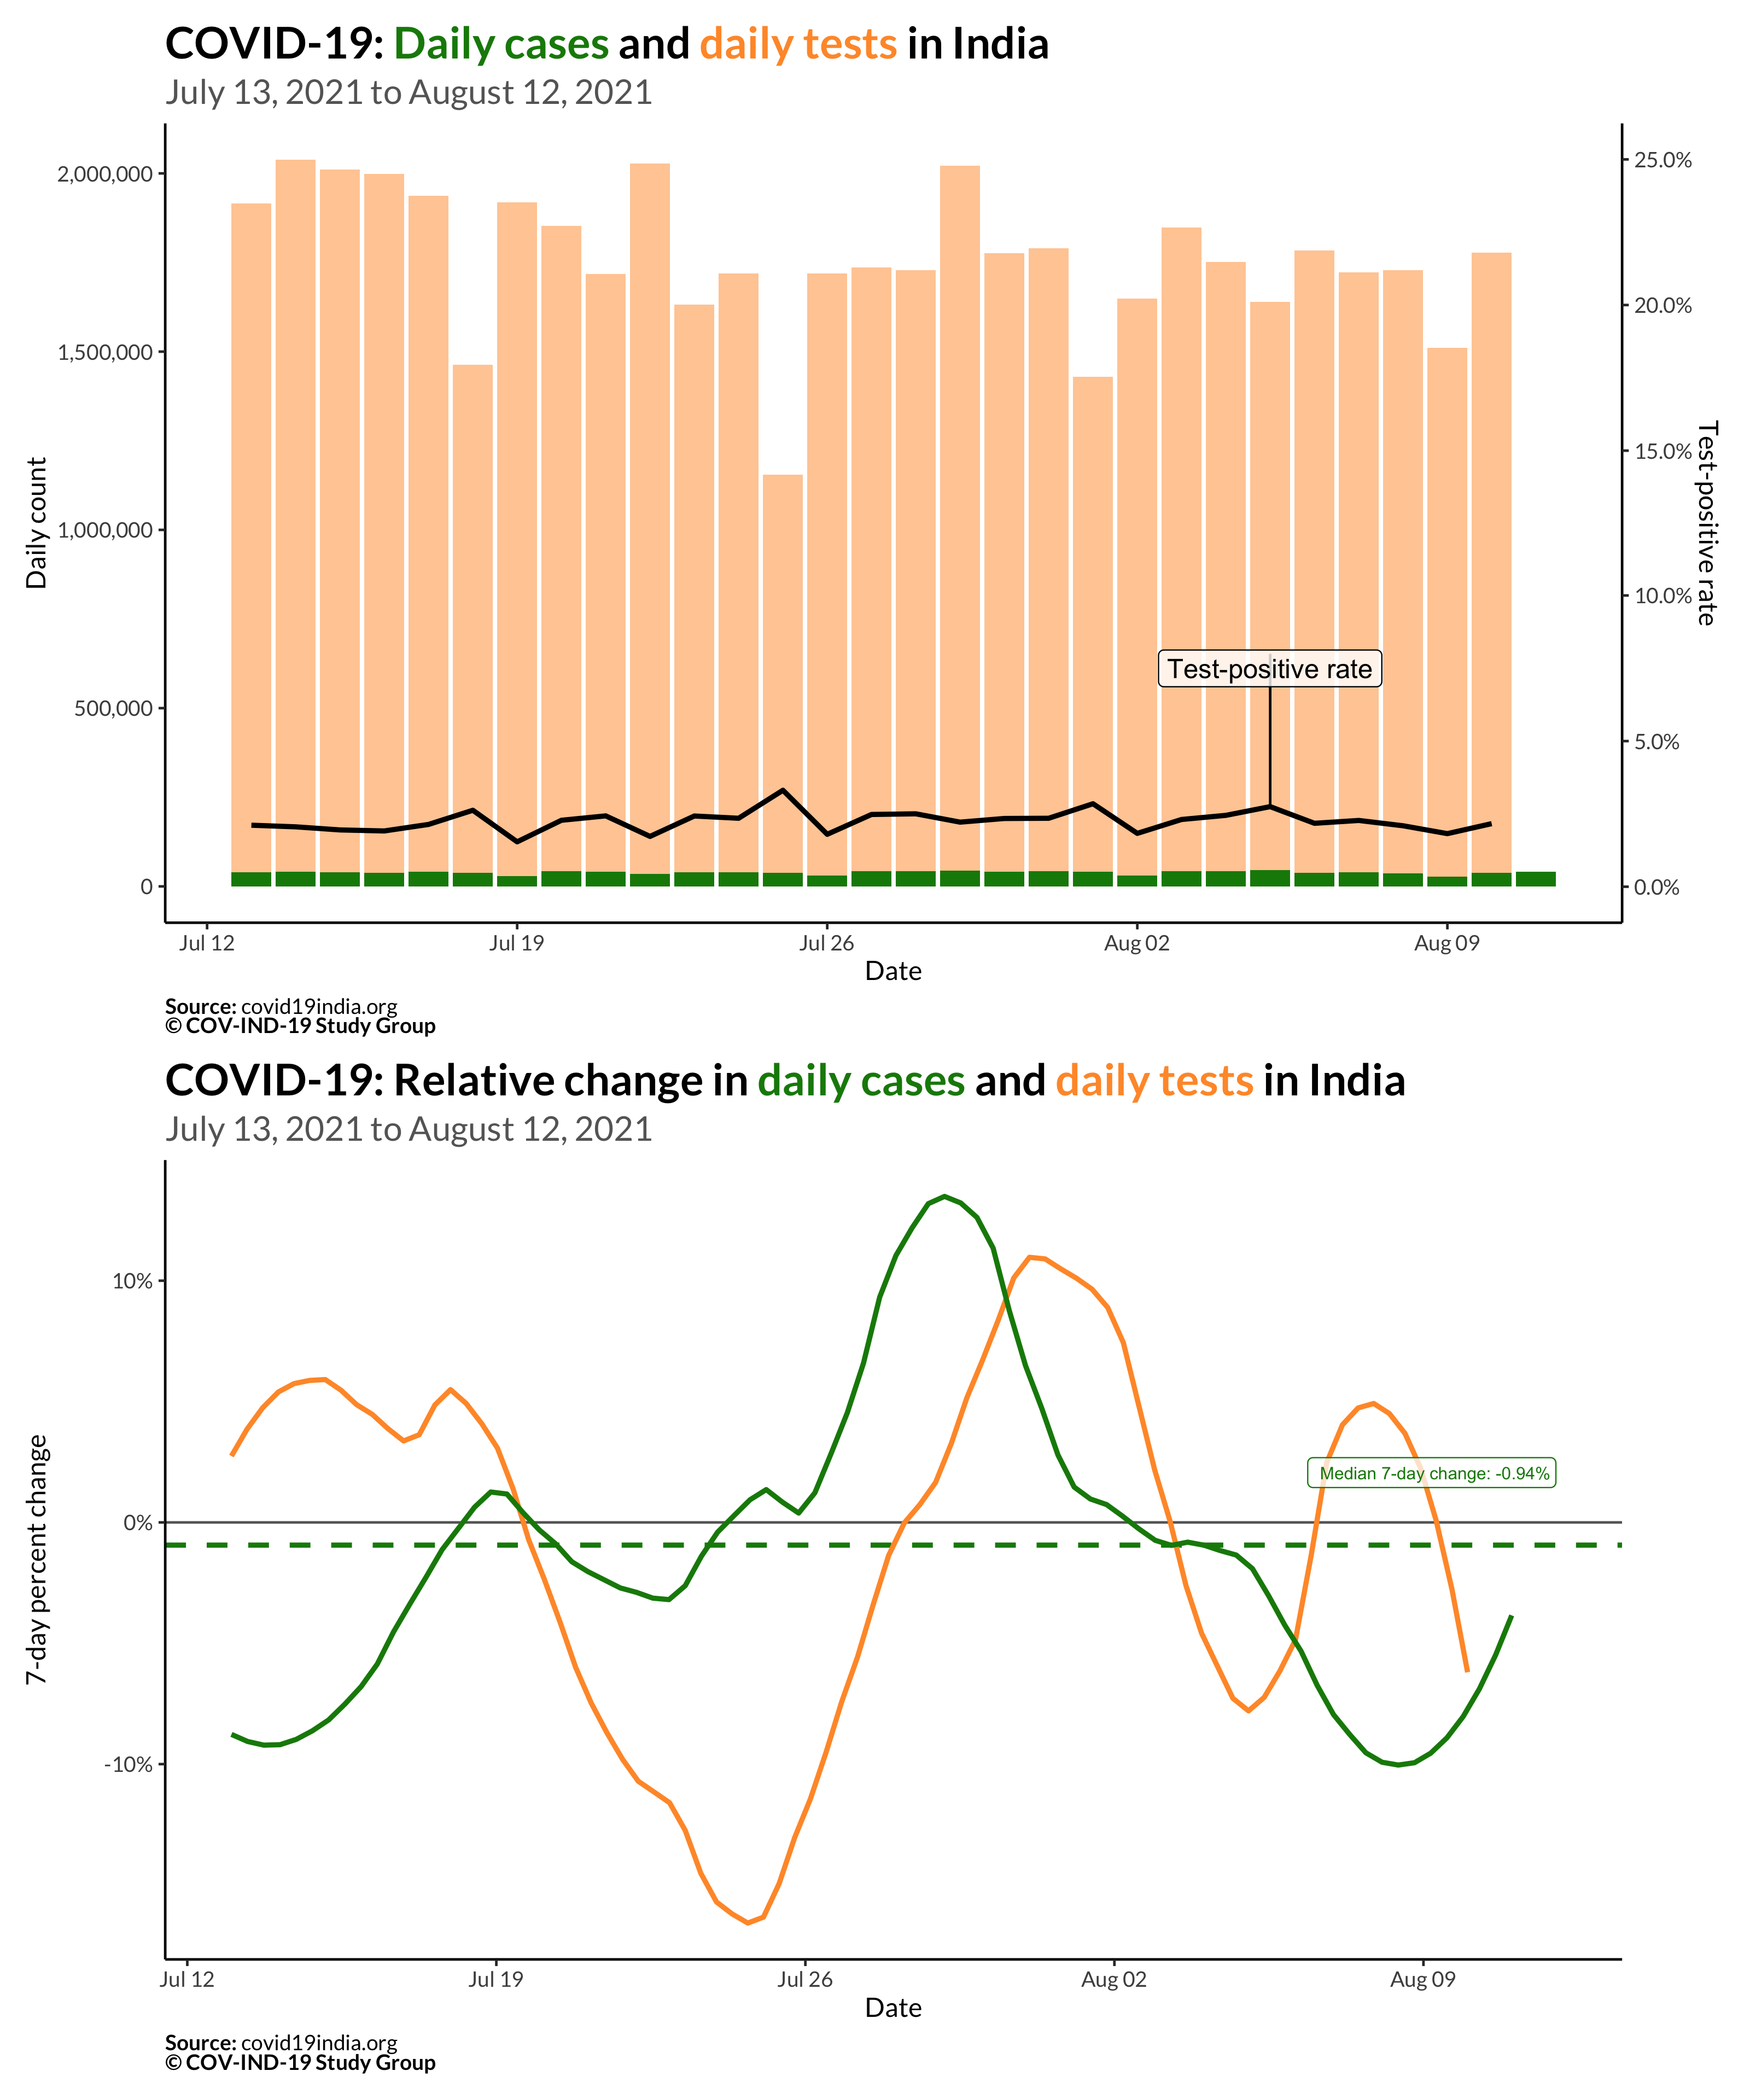 COVID-19: Daily cases and daily tests in India
July 13, 2021 to August 12, 2021
Daily count
2,000,000
1,500,000
1,000,000
500,000
0
25.0%
20.0%
15.0%
10.0%
5.0%
0.0%
Test-positive rate
Test-positive rate
Jul 12
Jul 19
Jul 26
Aug 02
Aug 09
Date
Source: covid19india.org
© COV-IND-19 Study Group
COVID-19: Relative change in daily cases and daily tests in India
July 13, 2021 to August 12, 2021
7-day percent change
10%
0%
-10%
Median 7-day change: -0.94%
Jul 12
Jul 19
Jul 26
Aug 02
Aug 09
Date
Source: covid19india.org
© COV-IND-19 Study Group